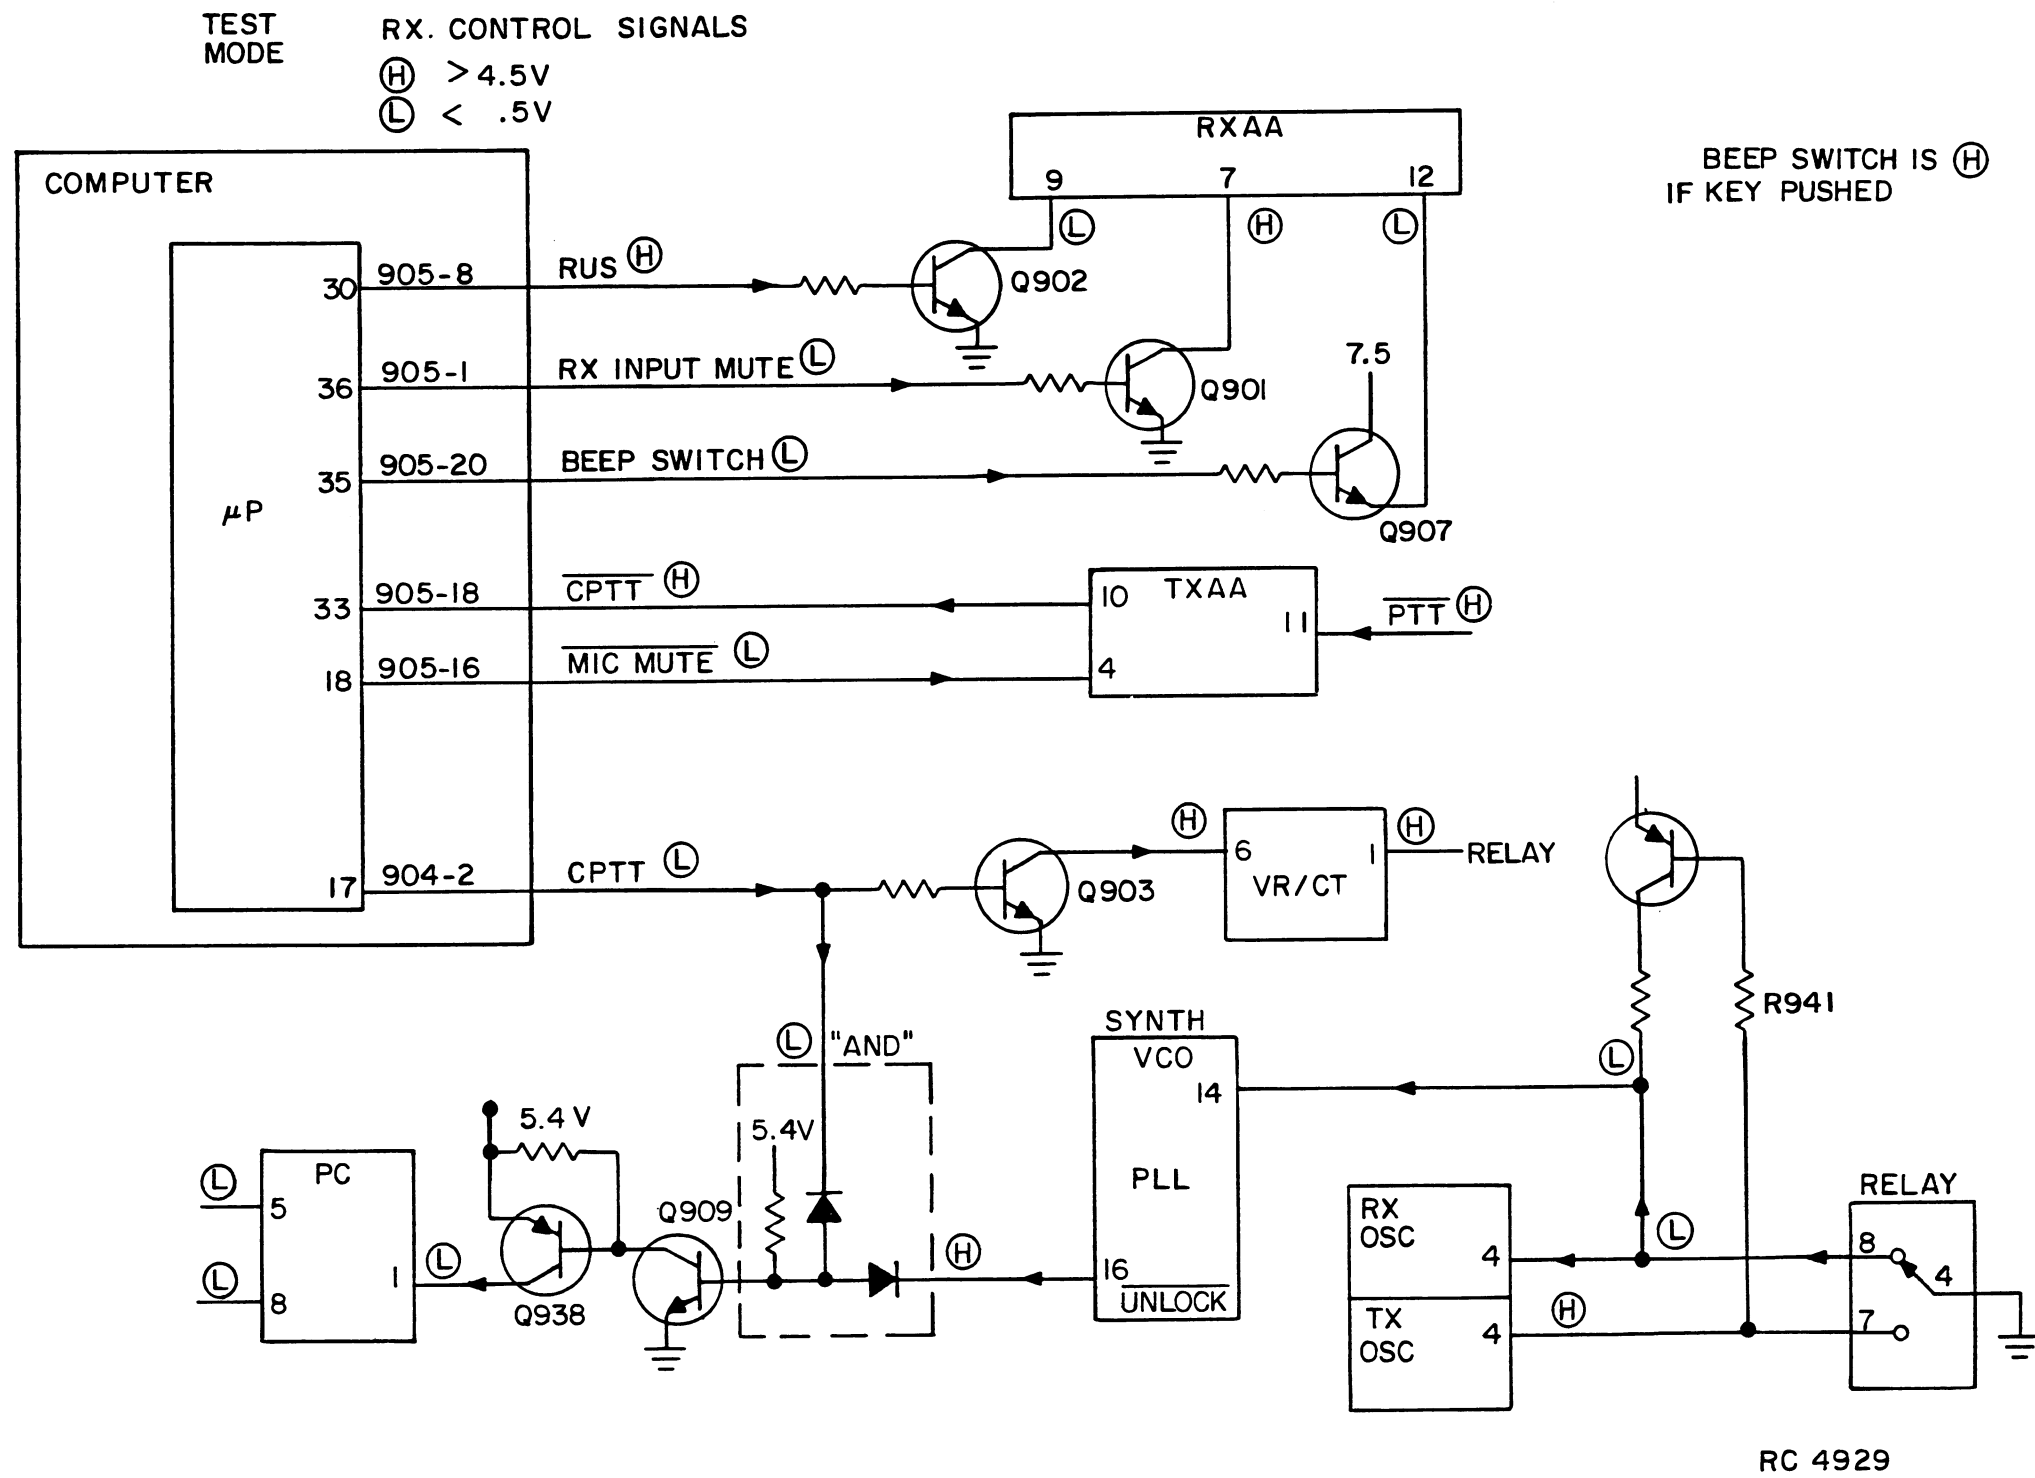 TEST
MODE
RX. CONTROL SIGNALS
(H) > 4.5V
(L) < .5V
BEEP SWITCH IS (H)
IF KEY PUSHED
COMPUTER
RXAA
9 7 12
(L) (H) (L)
µP
30 905-8 RUS (H)
Q902
36 905-1 RX INPUT MUTE (L)
Q901
7.5
35 905-20 BEEP SWITCH (L)
Q907
33 905-18 CPTT (H)
10 TXAA
11 PTT (H)
18 905-16 MIC MUTE (L)
4
17 904-2 CPTT (L)
Q903
(H) 6 VR/CT 1 (H) RELAY
R941
(L) "AND"
SYNTH
VCO
14
(L)
PLL
16
UNLOCK
(H)
5.4V
5.4V
Q909
Q938
PC
(L) 5
(L) 8
1 (L)
RX
OSC
4
(L)
TX
OSC
4
(H)
RELAY
8
4
7
RC 4929